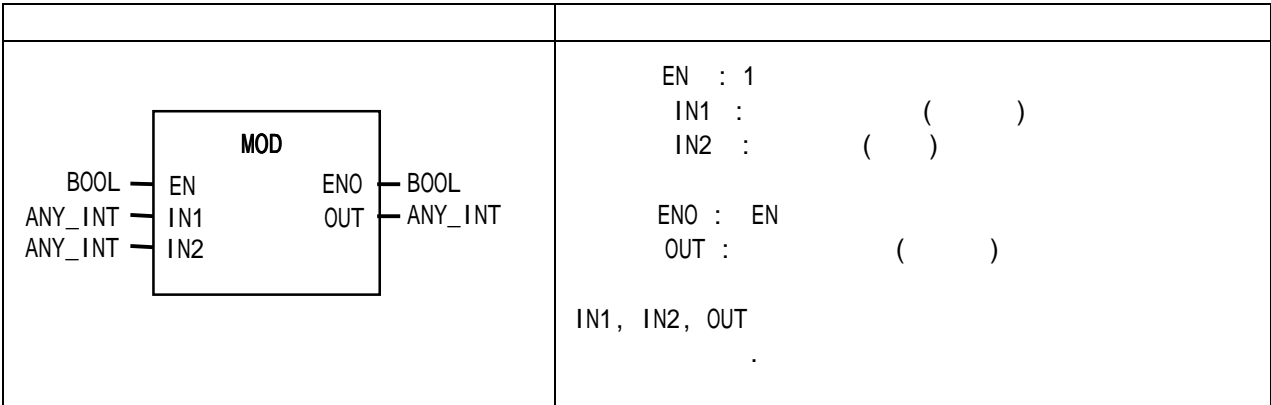 MOD
BOOL EN ENO BOOL
ANY_INT IN1 OUT ANY_INT
ANY_INT IN2
EN : 1
IN1 : ( )
IN2 : ( )
ENO : EN
OUT : ( )
IN1, IN2, OUT
.